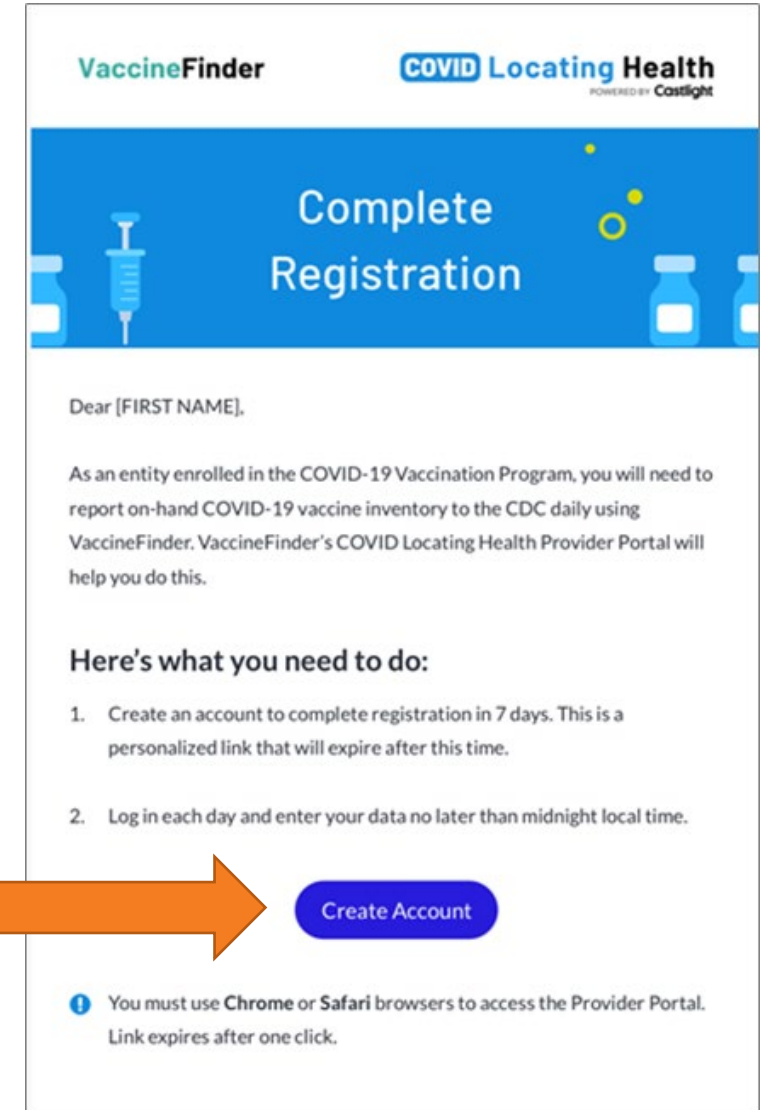 VaccineFinder
COVID Locating Health
POWERED BY Castlight
Complete
Registration
Dear [FIRST NAME],
As an entity enrolled in the COVID-19 Vaccination Program, you will need to
report on-hand COVID-19 vaccine inventory to the CDC daily using
VaccineFinder. VaccineFinder’s COVID Locating Health Provider Portal will
help you do this.
Here’s what you need to do:
1. Create an account to complete registration in 7 days. This is a
personalized link that will expire after this time.
2. Log in each day and enter your data no later than midnight local time.
Create Account
You must use Chrome or Safari browsers to access the Provider Portal.
Link expires after one click.